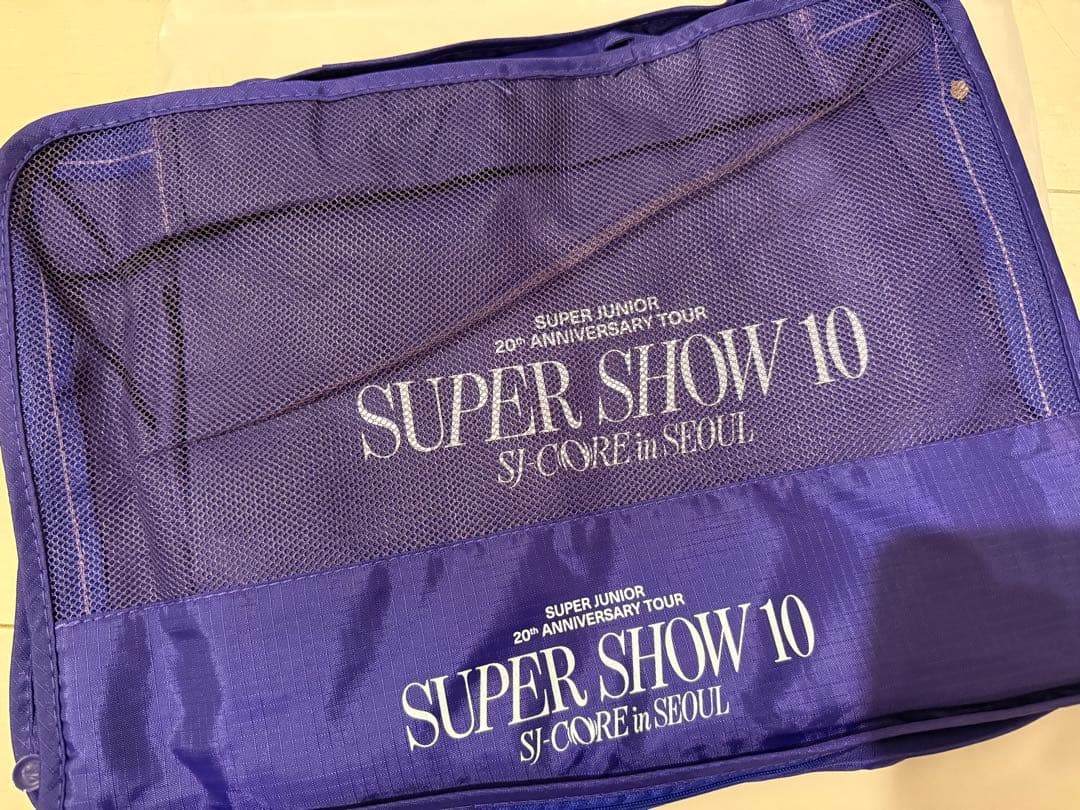 SUPER JUNIOR
20th ANNIVERSARY TOUR
SUPER SHOW 10
SJ-CORE in SEOUL
SUPER JUNIOR
20th ANNIVERSARY TOUR
SUPER SHOW 10
SJ-CORE in SEOUL